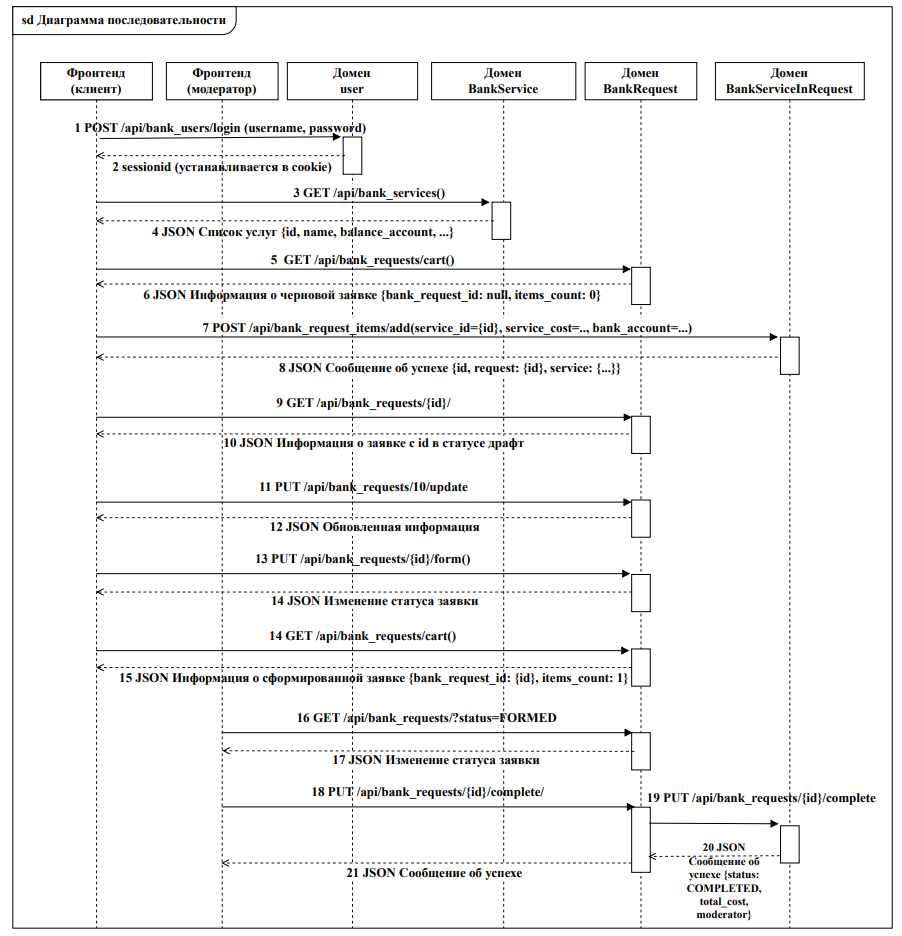 sd Диаграмма последовательности
Фронтенд
(клиент)
Фронтенд
(модератор)
Домен
user
Домен
BankService
Домен
BankRequest
Домен
BankServiceInRequest
1 POST /api/bank_users/login (username, password)
2 sessionid (устанавливается в cookie)
3 GET /api/bank_services()
4 JSON Список услуг {id, name, balance_account, ...}
5 GET /api/bank_requests/cart()
6 JSON Информация о черновой заявке {bank_request_id: null, items_count: 0}
7 POST /api/bank_request_items/add(service_id={id}, service_cost=.., bank_account=...)
8 JSON Сообщение об успехе {id, request: {id}, service: {...}}
9 GET /api/bank_requests/{id}/
10 JSON Информация о заявке с id в статусе драфт
11 PUT /api/bank_requests/10/update
12 JSON Обновленная информация
13 PUT /api/bank_requests/{id}/form()
14 JSON Изменение статуса заявки
14 GET /api/bank_requests/cart()
15 JSON Информация о сформированной заявке {bank_request_id: {id}, items_count: 1}
16 GET /api/bank_requests/?status=FORMED
17 JSON Изменение статуса заявки
18 PUT /api/bank_requests/{id}/complete/
19 PUT /api/bank_requests/{id}/complete
20 JSON
Сообщение об
успехе {status:
COMPLETED,
total_cost,
moderator}
21 JSON Сообщение об успехе